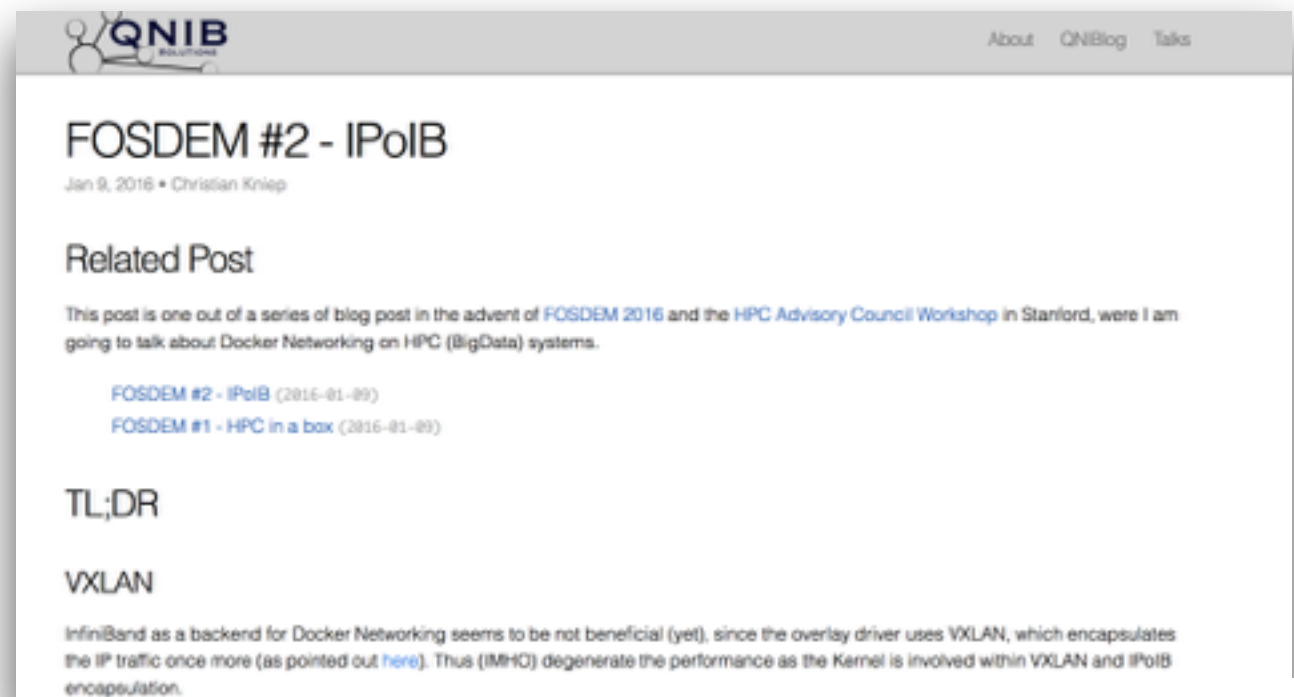 QNIB
SOLUTIONS
About QNIBlog Talks
FOSDEM #2 - IPoIB
Jan 9, 2016 • Christian Kniep
Related Post
This post is one out of a series of blog post in the advent of FOSDEM 2016 and the HPC Advisory Council Workshop in Stanford, were I am
going to talk about Docker Networking on HPC (BigData) systems.
FOSDEM #2 - IPoIB (2016-01-09)
FOSDEM #1 - HPC in a box (2016-01-09)
TL;DR
VXLAN
InfiniBand as a backend for Docker Networking seems to be not beneficial (yet), since the overlay driver uses VXLAN, which encapsulates
the IP traffic once more (as pointed out here). Thus (IMHO) degenerate the performance as the Kernel is involved within VXLAN and IPoIB
encapsulation.